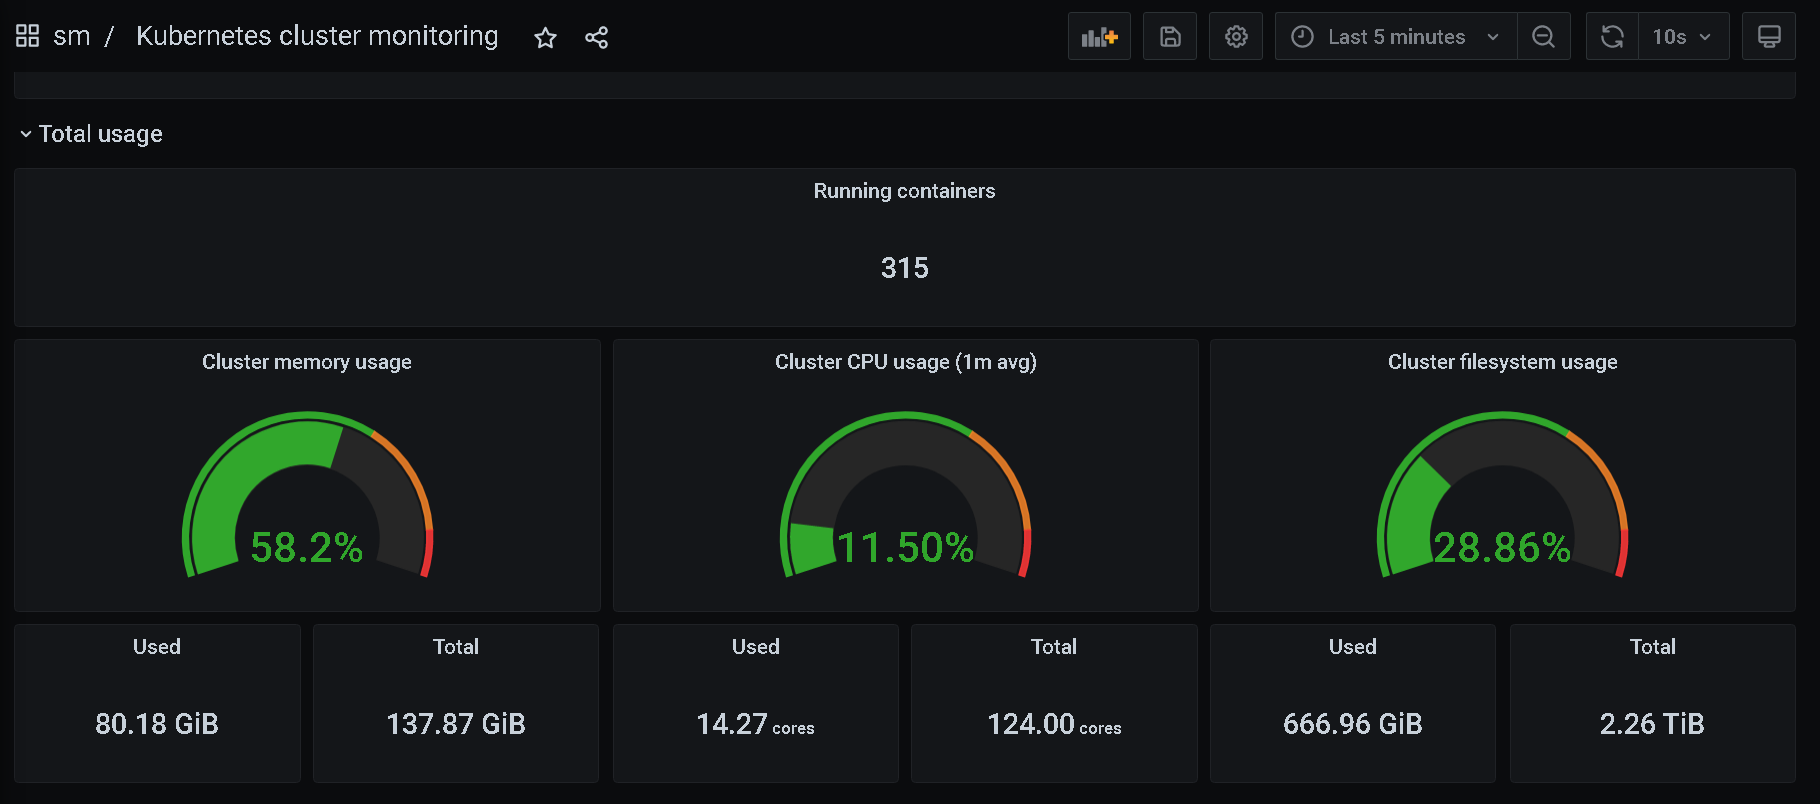 sm / Kubernetes cluster monitoring
Last 5 minutes
10s
Total usage
Running containers
315
Cluster memory usage
58.2%
Cluster CPU usage (1m avg)
11.50%
Cluster filesystem usage
28.86%
Used
80.18 GiB
Total
137.87 GiB
Used
14.27 cores
Total
124.00 cores
Used
666.96 GiB
Total
2.26 TiB